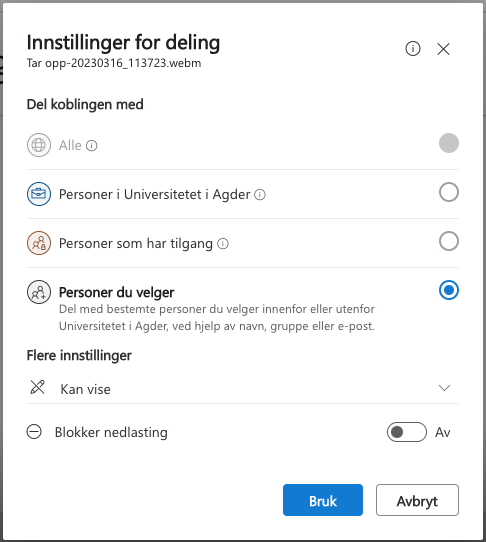 Innstillinger for deling
Tar opp-20230316_113723.webm
Del koblingen med
Alle
Personer i Universitetet i Agder
Personer som har tilgang
Personer du velger
Del med bestemte personer du velger innenfor eller utenfor
Universitetet i Agder, ved hjelp av navn, gruppe eller e-post.
Flere innstillinger
Kan vise
Blokker nedlasting Av
Bruk Avbryt